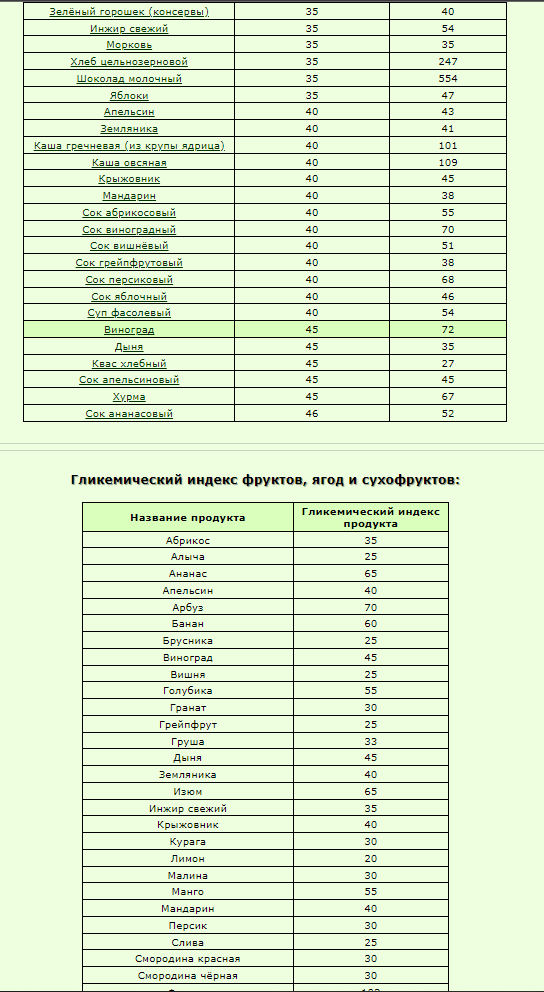 Зелёный горошек (консервы) 35 40
Инжир свежий 35 54
Морковь 35 35
Хлеб цельнозерновой 35 247
Шоколад молочный 35 554
Яблоки 35 47
Апельсин 40 43
Земляника 40 41
Каша гречневая (из крупы ядрица) 40 101
Каша овсяная 40 109
Крыжовник 40 45
Мандарин 40 38
Сок абрикосовый 40 55
Сок виноградный 40 70
Сок вишнёвый 40 51
Сок грейпфрутовый 40 38
Сок персиковый 40 68
Сок яблочный 40 46
Суп фасолевый 40 54
Виноград 45 72
Дыня 45 35
Квас хлебный 45 27
Сок апельсиновый 45 45
Хурма 45 67
Сок ананасовый 46 52
Гликемический индекс фруктов, ягод и сухофруктов:
Название продукта Гликемический индекс
продукта
Абрикос 35
Алыча 25
Ананас 65
Апельсин 40
Арбуз 70
Банан 60
Брусника 25
Виноград 45
Вишня 25
Голубика 55
Гранат 30
Грейпфрут 25
Груша 33
Дыня 45
Земляника 40
Изюм 65
Инжир свежий 35
Крыжовник 40
Курага 30
Лимон 20
Малина 30
Манго 55
Мандарин 40
Персик 30
Слива 25
Смородина красная 30
Смородина чёрная 30